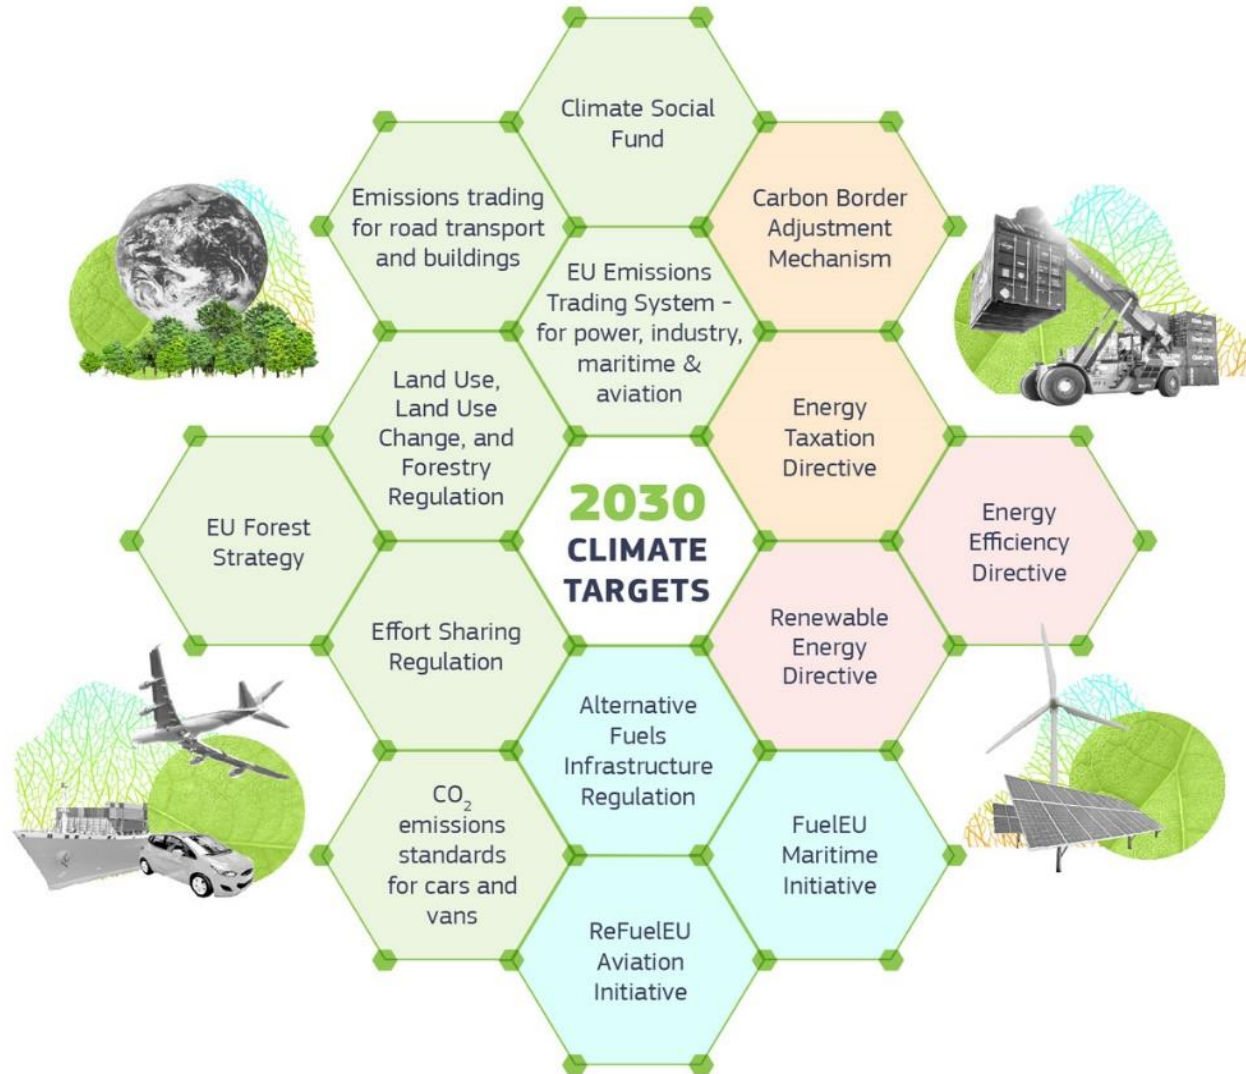 Climate Social
Fund
Emissions trading
for road transport
and buildings
Carbon Border
Adjustment
Mechanism
EU Emissions
Trading System -
for power, industry,
maritime &
aviation
Land Use,
Land Use
Change, and
Forestry
Regulation
Energy
Taxation
Directive
2030
CLIMATE
TARGETS
EU Forest
Strategy
Energy
Efficiency
Directive
Effort Sharing
Regulation
Renewable
Energy
Directive
Alternative
Fuels
Infrastructure
Regulation
CO₂
emissions
standards
for cars and
vans
FuelEU
Maritime
Initiative
ReFuelEU
Aviation
Initiative